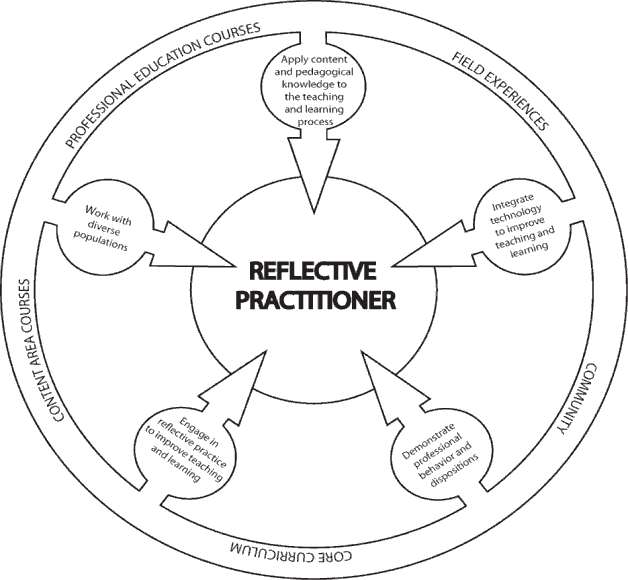 PROFESSIONAL EDUCATION COURSES
FIELD EXPERIENCES
Apply content
and pedagogical
knowledge to
the teaching
and learning
process
Work with
diverse
populations
Integrate
technology
to improve
teaching and
learning
REFLECTIVE
PRACTITIONER
CONTENT AREA COURSES
COMMUNITY
Engage in
reflective practice
to improve teaching
and learning
Demonstrate
professional
behavior and
dispositions
CORE CURRICULUM